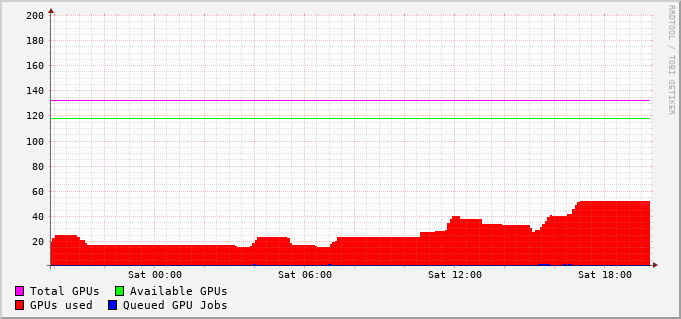 200
180
160
140
120
100
80
60
40
20
Sat 00:00 Sat 06:00 Sat 12:00 Sat 18:00
Total GPUs Available GPUs
GPUs used Queued GPU Jobs
RRDTOOL / TOBI OETIKER